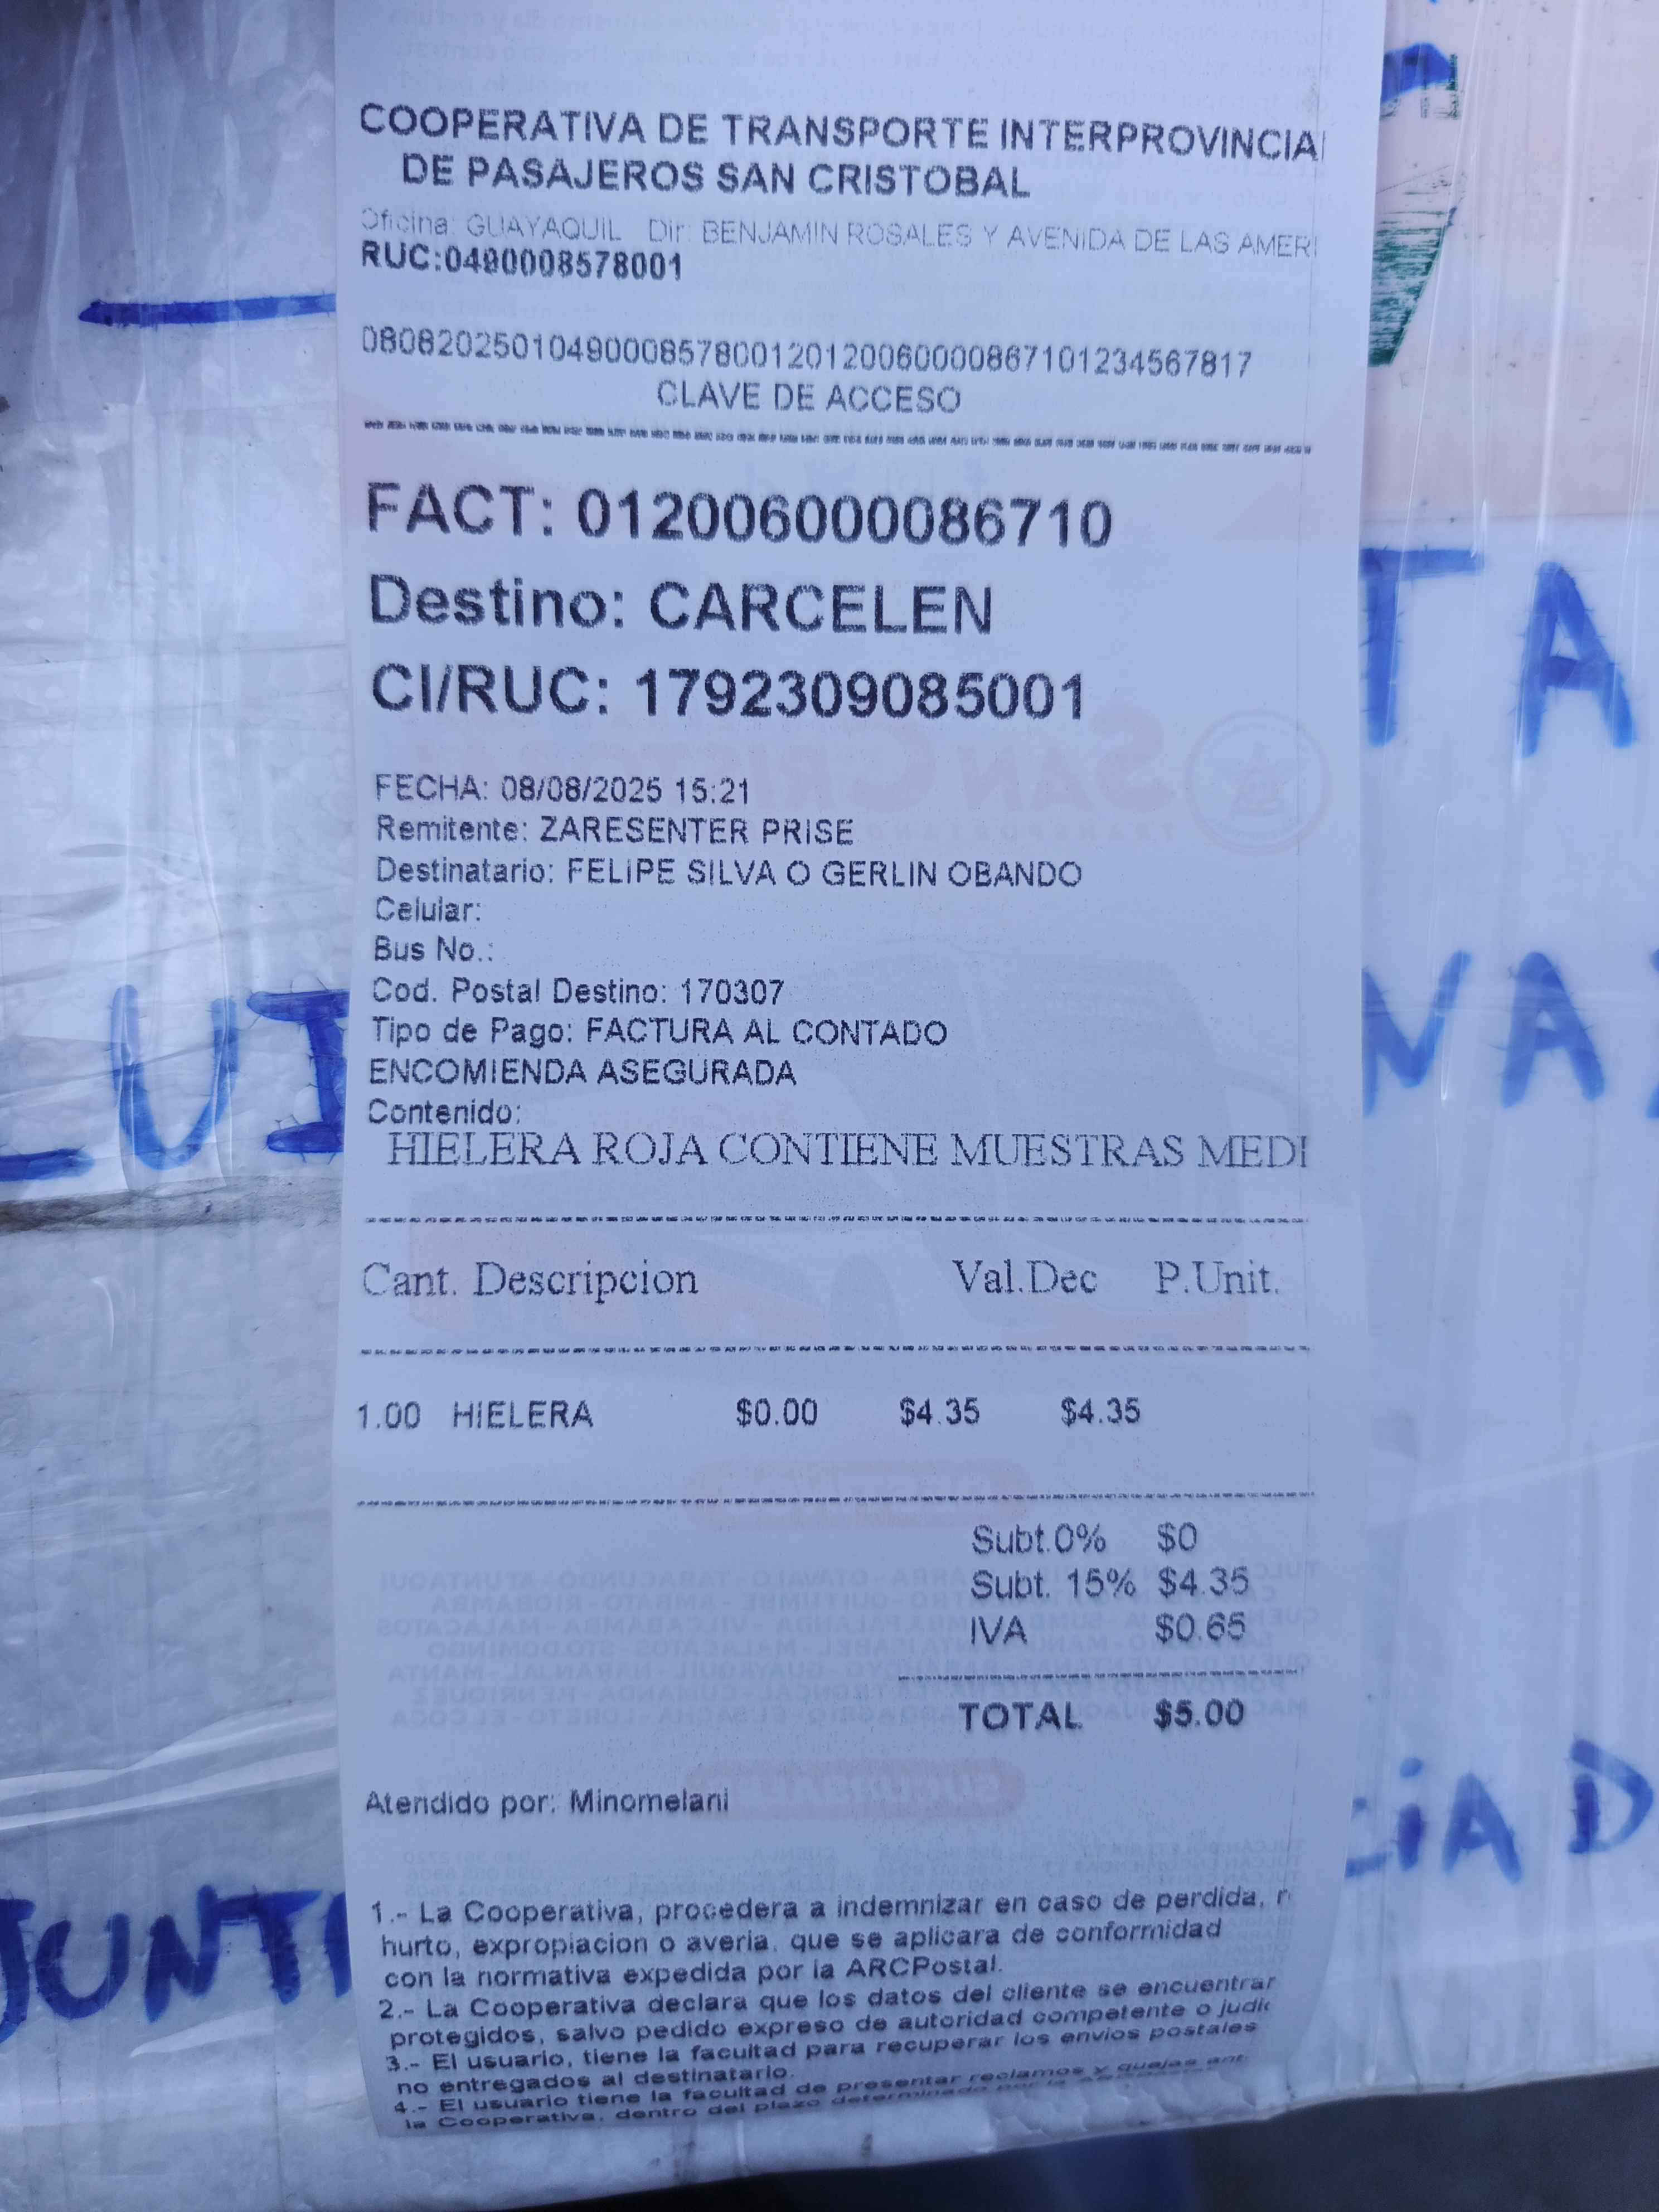 COOPERATIVA DE TRANSPORTE INTERPROVINCIA
DE PASAJEROS SAN CRISTOBAL
Oficina: GUAYAQUIL Dir: BENJAMIN ROSALES Y AVENIDA DE LAS AMERI
RUC:0490008578001
0808202501049000857800120120060000867101234567817
CLAVE DE ACCESO
FACT: 012006000086710
Destino: CARCELEN
CI/RUC: 1792309085001
FECHA: 08/08/2025 15:21
Remitente: ZARESENTER PRISE
Destinatario: FELIPE SILVA O GERLIN OBANDO
Celular:
Bus No.:
Cod. Postal Destino: 170307
Tipo de Pago: FACTURA AL CONTADO
ENCOMIENDA ASEGURADA
Contenido:
HIELERA ROJA CONTIENE MUESTRAS MEDI
Cant. Descripcion Val.Dec P.Unit.
1.00 HIELERA $0.00 $4.35 $4.35
Subt.0% $0
Subt. 15% $4.35
IVA $0.65
TOTAL $5.00
Atendido por: Minomelani
1.- La Cooperativa, procedera a indemnizar en caso de perdida, r
hurto, expropiacion o averia, que se aplicara de conformidad
con la normativa expedida por la ARCPostal.
2.- La Cooperativa declara que los datos del cliente se encuentrar
protegidos, salvo pedido expreso de autoridad competente o judic
3.- El usuario, tiene la facultad para recuperar los envios postales
no entregados al destinatario.
4.- El usuario tiene la facultad de presentar reclamos y quejas ant
la Cooperativa, dentro del plazo determinado por la
TA
LUI
NA
CIA D
JUNT